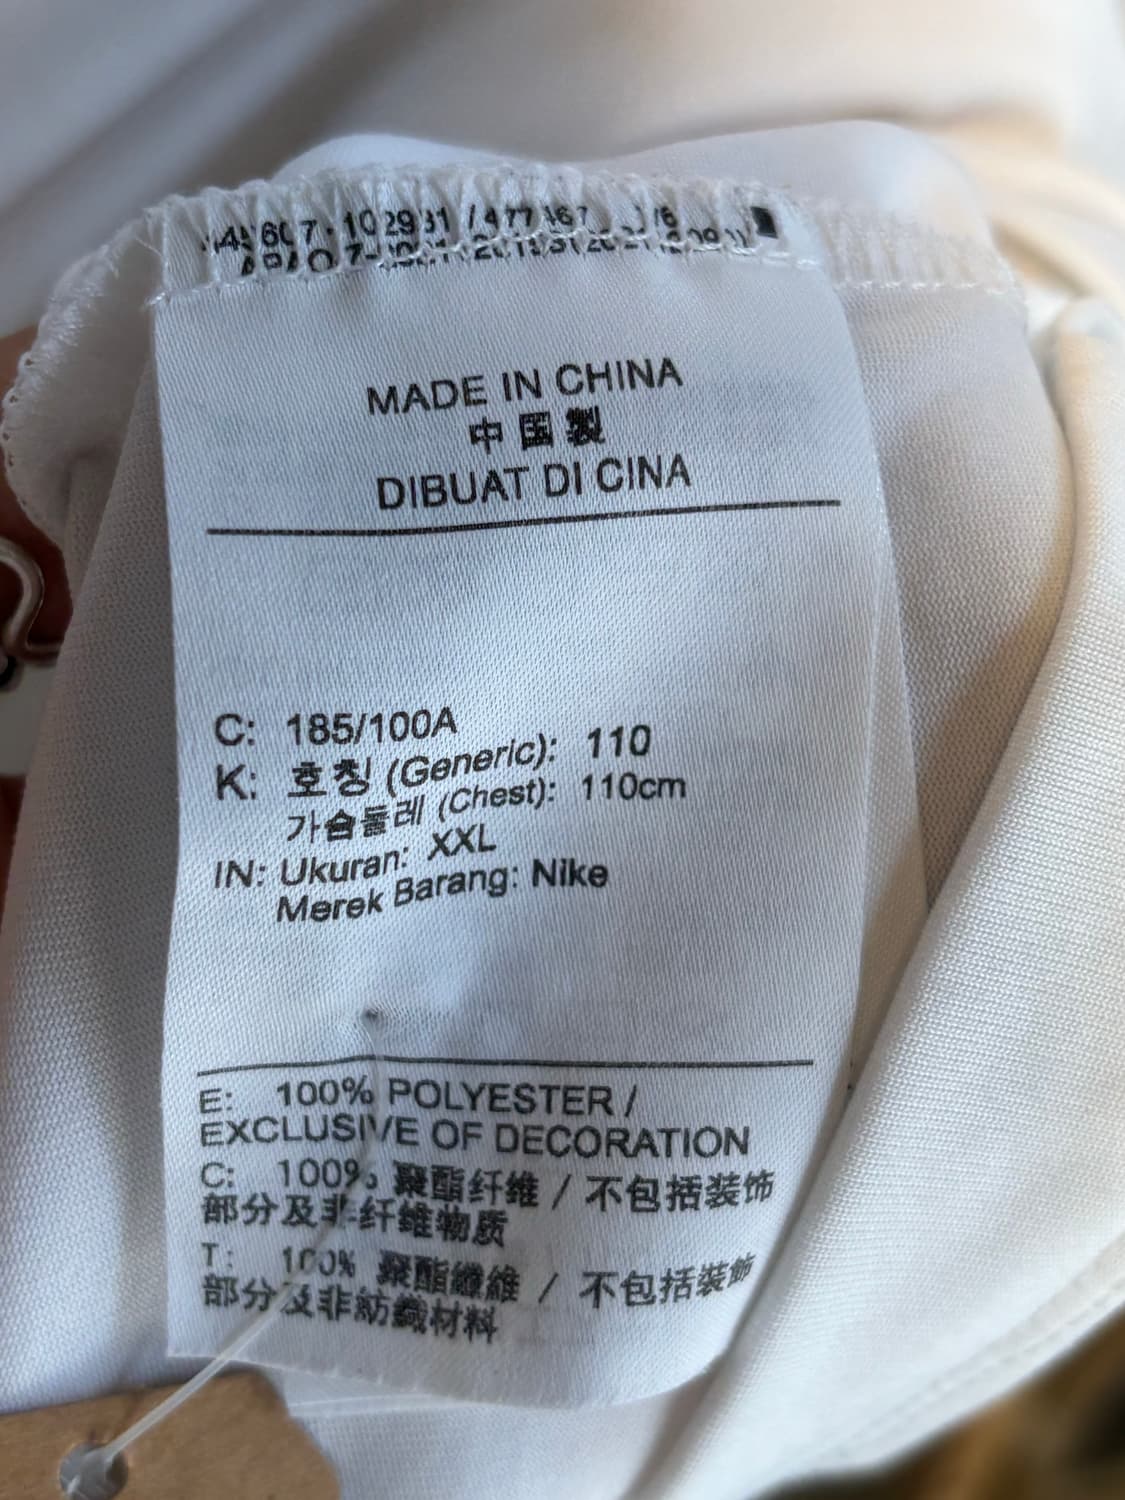 MADE IN CHINA
中国製
DIBUAT DI CINA
C: 185/100A
K: 호칭 (Generic): 110
가슴둘레 (Chest): 110cm
IN: Ukuran: XXL
Merek Barang: Nike
E: 100% POLYESTER /
EXCLUSIVE OF DECORATION
C: 100% 聚酯纤维 / 不包括装饰
部分及非纤维物质
T: 100% 聚酯纖維 / 不包括裝飾
部分及非紡織材料